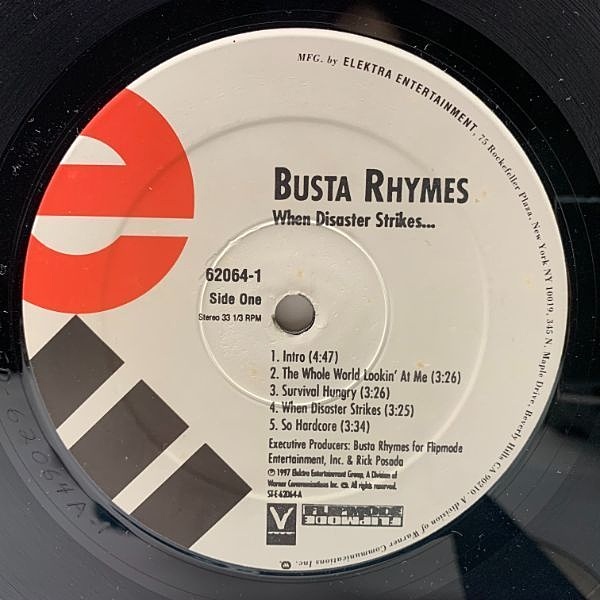 MFG. by ELEKTRA ENTERTAINMENT, 75 Rockefeller Plaza, New York NY 10019, 345 N. Maple Drive, Beverly Hills CA 90210. A division of Warner Communications Inc.
BUSTA RHYMES
When Disaster Strikes...
62064-1
Side One
Stereo 33 1/3 RPM
1. Intro (4:47)
2. The Whole World Lookin' At Me (3:26)
3. Survival Hungry (3:26)
4. When Disaster Strikes (3:25)
5. So Hardcore (3:34)
Executive Producers: Busta Rhymes for Flipmode
Entertainment, Inc. & Rick Posada
℗ 1997 Elektra Entertainment Group, A Division of
Warner Communications Inc. ©. All rights reserved.
ST-E-62064-A
FLIPMODE
FLIPMODE
62064A-1